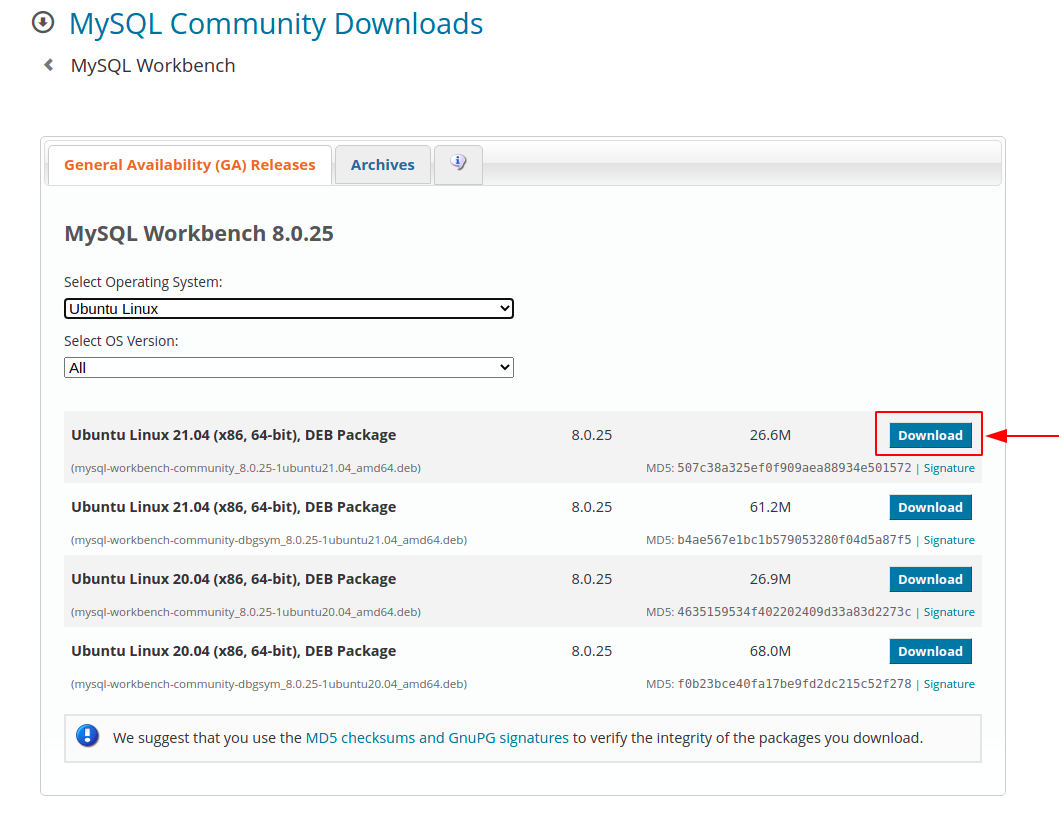 MySQL Community Downloads
MySQL Workbench
General Availability (GA) Releases Archives
MySQL Workbench 8.0.25
Select Operating System:
Ubuntu Linux
Select OS Version:
All
Ubuntu Linux 21.04 (x86, 64-bit), DEB Package 8.0.25 26.6M Download
(mysql-workbench-community_8.0.25-1ubuntu21.04_amd64.deb) MD5: 507c38a325ef0f909aea88934e501572 | Signature
Ubuntu Linux 21.04 (x86, 64-bit), DEB Package 8.0.25 61.2M Download
(mysql-workbench-community-dbgsym_8.0.25-1ubuntu21.04_amd64.deb) MD5: b4ae567e1bc1b579053280f04d5a87f5 | Signature
Ubuntu Linux 20.04 (x86, 64-bit), DEB Package 8.0.25 26.9M Download
(mysql-workbench-community_8.0.25-1ubuntu20.04_amd64.deb) MD5: 4635159534f402202409d33a83d2273c | Signature
Ubuntu Linux 20.04 (x86, 64-bit), DEB Package 8.0.25 68.0M Download
(mysql-workbench-community-dbgsym_8.0.25-1ubuntu20.04_amd64.deb) MD5: f0b23bce40fa17be9fd2dc215c52f278 | Signature
We suggest that you use the MD5 checksums and GnuPG signatures to verify the integrity of the packages you download.